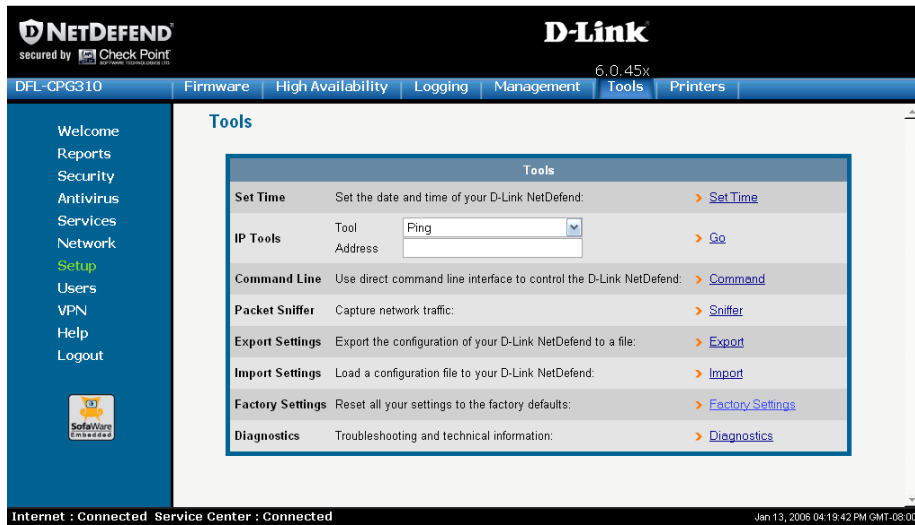 NETDEFEND
secured by Check Point
SOFTWARE TECHNOLOGIES LTD.
D-Link
6.0.45x
DFL-CPG310
Firmware | High Availability | Logging | Management | Tools | Printers |
Welcome
Reports
Security
Antivirus
Services
Network
Setup
Users
VPN
Help
Logout
SofaWare
Embedded
Tools
Tools
Set Time Set the date and time of your D-Link NetDefend: Set Time
IP Tools Tool Ping
Address Go
Command Line Use direct command line interface to control the D-Link NetDefend: Command
Packet Sniffer Capture network traffic: Sniffer
Export Settings Export the configuration of your D-Link NetDefend to a file: Export
Import Settings Load a configuration file to your D-Link NetDefend: Import
Factory Settings Reset all your settings to the factory defaults: Factory Settings
Diagnostics Troubleshooting and technical information: Diagnostics
Internet : Connected Service Center : Connected
Jan 13, 2006 04:19:42 PM GMT-08:00